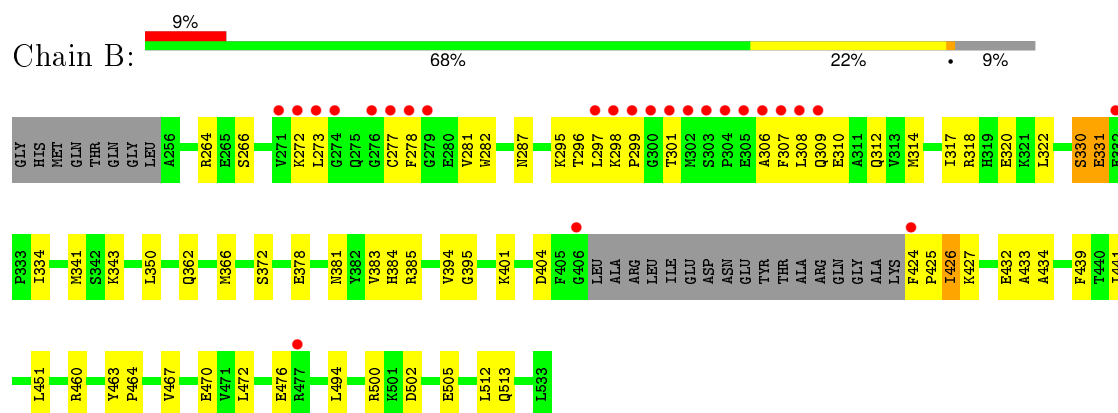 9%
Chain B:
68% 22% • 9%
GLY HIS MET GLN THR GLN GLY LEU A256 R264 E265 S266 V271 K272 L273 G274 Q275 G276 C277 F278 G279 E280 V281 W282 N287 K295 T296 L297 K298 P299 G300 T301 M302 S303 P304 E305 A306 F307 L308 Q309 E310 A311 Q312 V313 M314 I317 R318 H319 E320 K321 L322 S330 E331
P333 I334 M341 S342 K343 L350 Q362 M366 S372 E378 N381 Y382 V383 H384 R385 V394 G395 K401 D404 F405 G406 LEU ALA ARG LEU ILE GLU ASP ASN GLU TYR THR ALA ARG GLN GLY ALA LYS F424 P425 I426 K427 E432 A433 A434 F439 T440
L451 R460 Y463 P464 V467 E470 V471 L472 E476 R477 L494 R500 K501 D502 E505 L512 Q513 L533